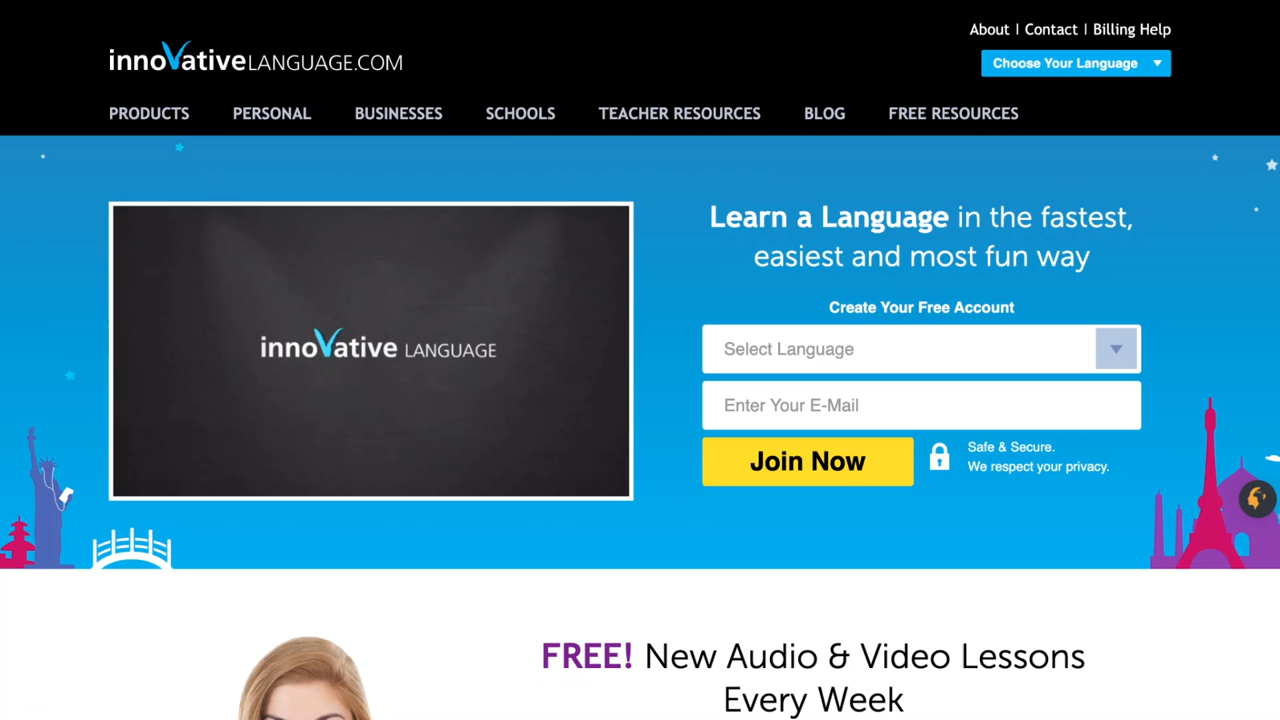 About | Contact | Billing Help
innovativeLANGUAGE.COM
Choose Your Language
PRODUCTS PERSONAL BUSINESSES SCHOOLS TEACHER RESOURCES BLOG FREE RESOURCES
innovative LANGUAGE
Learn a Language in the fastest,
easiest and most fun way
Create Your Free Account
Select Language
Enter Your E-Mail
Join Now
Safe & Secure.
We respect your privacy.
FREE! New Audio & Video Lessons
Every Week